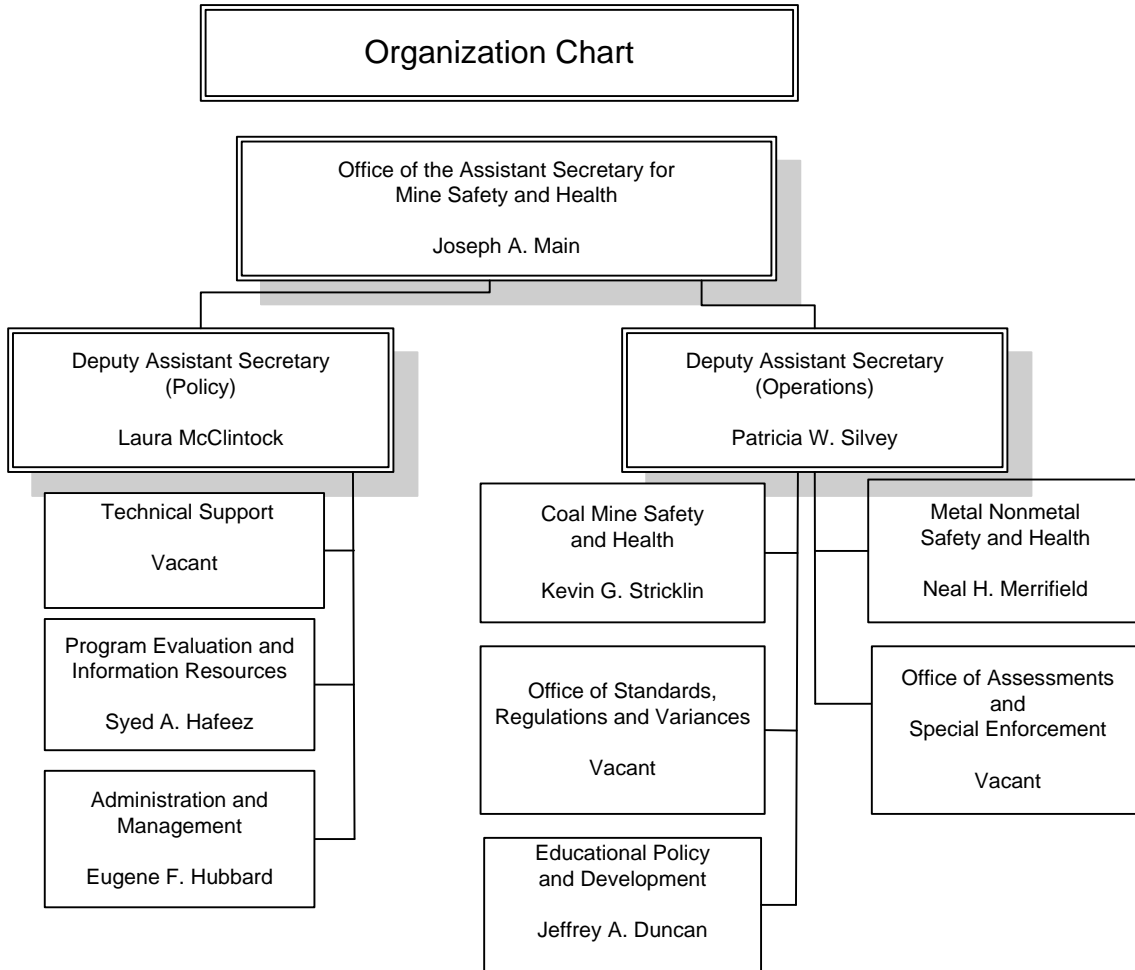 Organization Chart
Office of the Assistant Secretary for
Mine Safety and Health
Joseph A. Main
Deputy Assistant Secretary
(Policy)
Laura McClintock
Deputy Assistant Secretary
(Operations)
Patricia W. Silvey
Technical Support
Vacant
Program Evaluation and
Information Resources
Syed A. Hafeez
Administration and
Management
Eugene F. Hubbard
Coal Mine Safety
and Health
Kevin G. Stricklin
Metal Nonmetal
Safety and Health
Neal H. Merrifield
Office of Standards,
Regulations and Variances
Vacant
Office of Assessments
and
Special Enforcement
Vacant
Educational Policy
and Development
Jeffrey A. Duncan